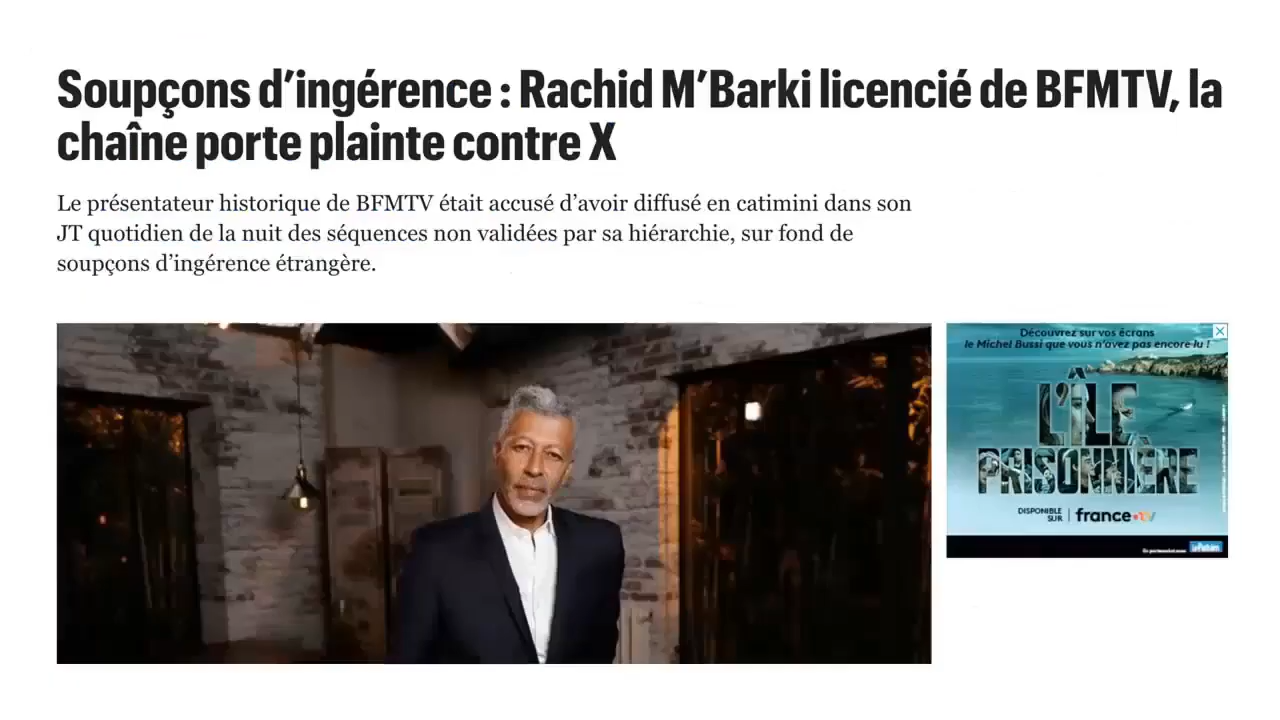 Soupçons d’ingérence : Rachid M’Barki licencié de BFMTV, la
chaîne porte plainte contre X
Le présentateur historique de BFMTV était accusé d’avoir diffusé en catimini dans son
JT quotidien de la nuit des séquences non validées par sa hiérarchie, sur fond de
soupçons d’ingérence étrangère.
Découvrez sur vos écrans
le Michel Bussi que vous n’avez pas encore lu !
L’ÎLE
PRISONNIÈRE
DISPONIBLE
SUR
france•tv